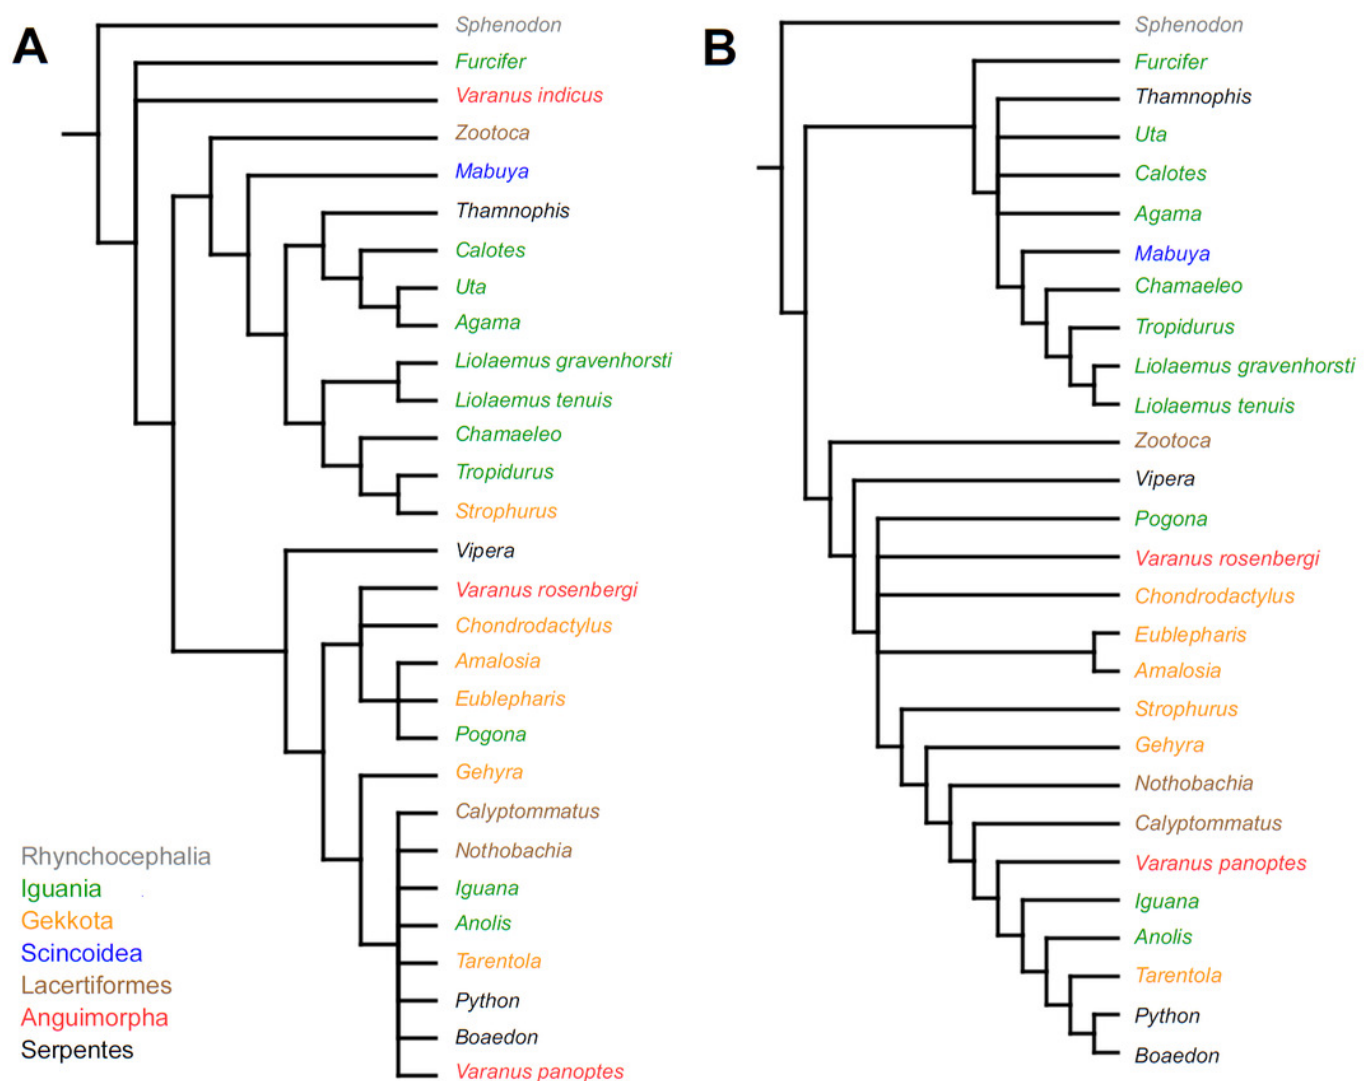 A
Sphenodon
Furcifer
Varanus indicus
Zootoca
Mabuya
Thamnophis
Calotes
Uta
Agama
Liolaemus gravenhorsti
Liolaemus tenuis
Chamaeleo
Tropidurus
Strophurus
Vipera
Varanus rosenbergi
Chondrodactylus
Amalosia
Eublepharis
Pogona
Gehyra
Calyptommatus
Nothobachia
Iguana
Anolis
Tarentola
Python
Boaedon
Varanus panoptes
Rhynchocephalia
Iguania
Gekkota
Scincoidea
Lacertiformes
Anguimorpha
Serpentes
B
Sphenodon
Furcifer
Thamnophis
Uta
Calotes
Agama
Mabuya
Chamaeleo
Tropidurus
Liolaemus gravenhorsti
Liolaemus tenuis
Zootoca
Vipera
Pogona
Varanus rosenbergi
Chondrodactylus
Eublepharis
Amalosia
Strophurus
Gehyra
Nothobachia
Calyptommatus
Varanus panoptes
Iguana
Anolis
Tarentola
Python
Boaedon